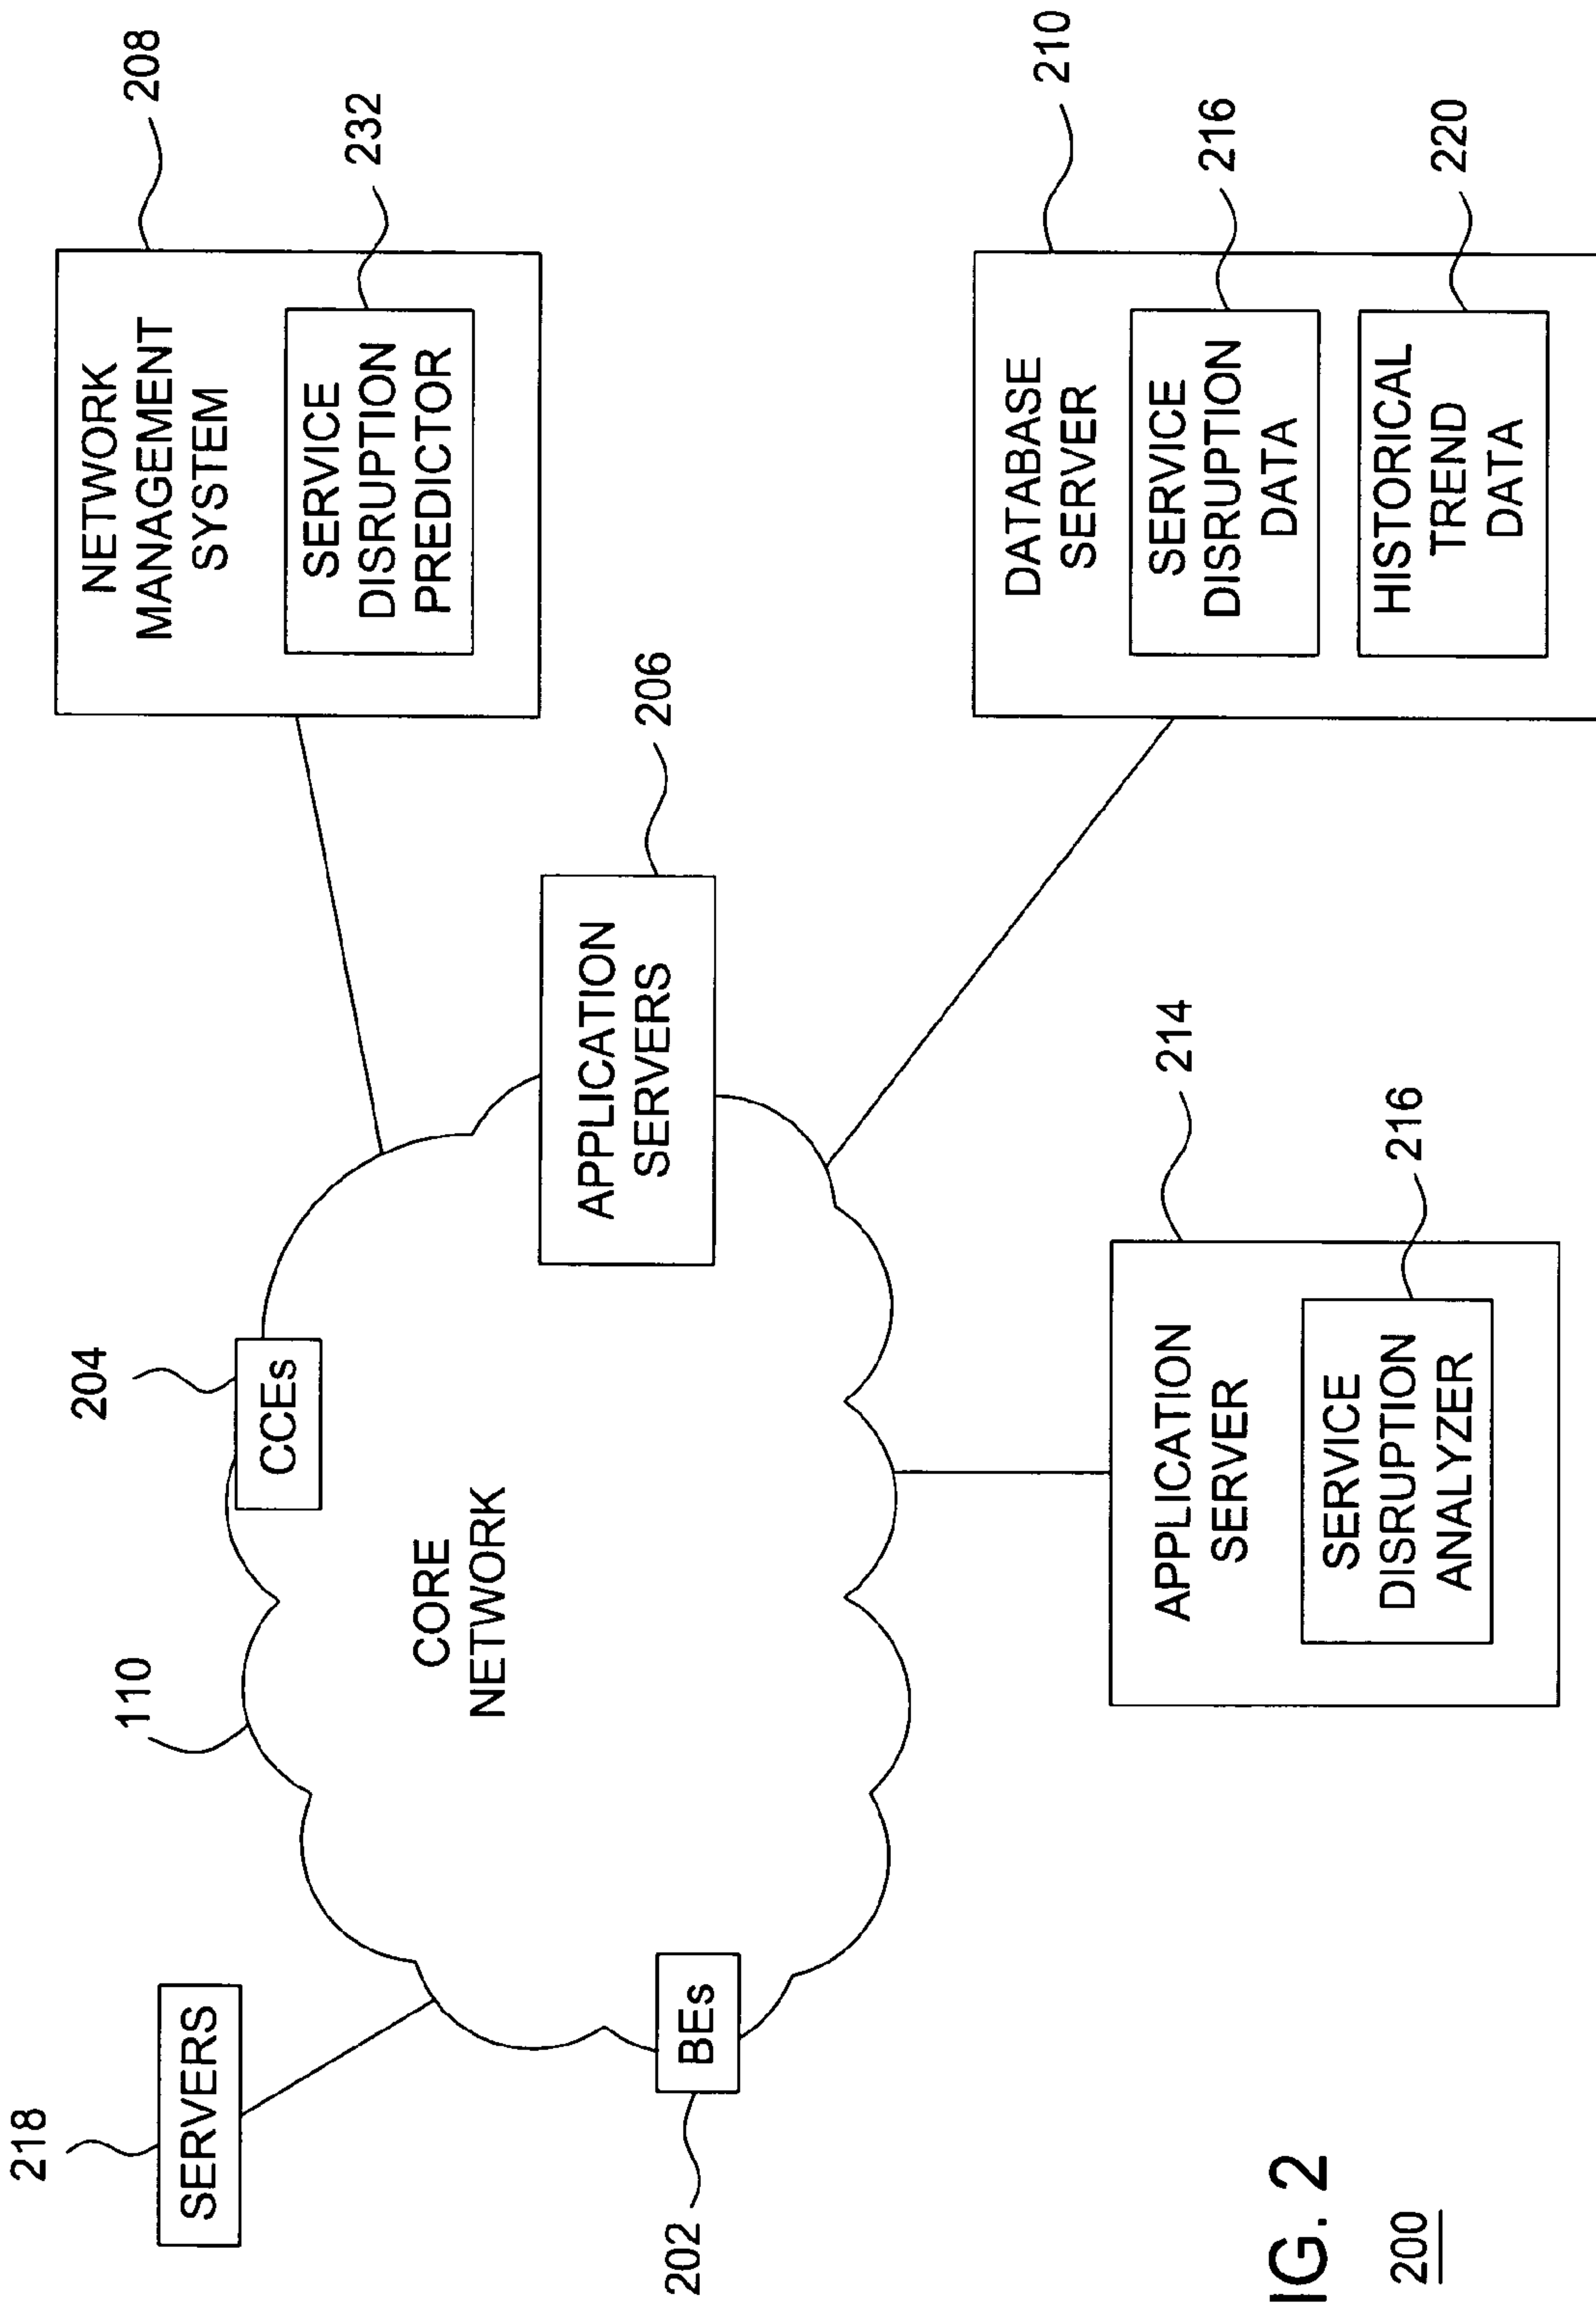 218
SERVERS
110
204
CCEs
208
NETWORK
MANAGEMENT
SYSTEM
232
SERVICE
DISRUPTION
PREDICTOR
CORE
NETWORK
202
BEs
APPLICATION
SERVERS
206
214
APPLICATION
SERVER
216
SERVICE
DISRUPTION
ANALYZER
210
DATABASE
SERVER
216
SERVICE
DISRUPTION
DATA
220
HISTORICAL
TREND
DATA
IG. 2
200